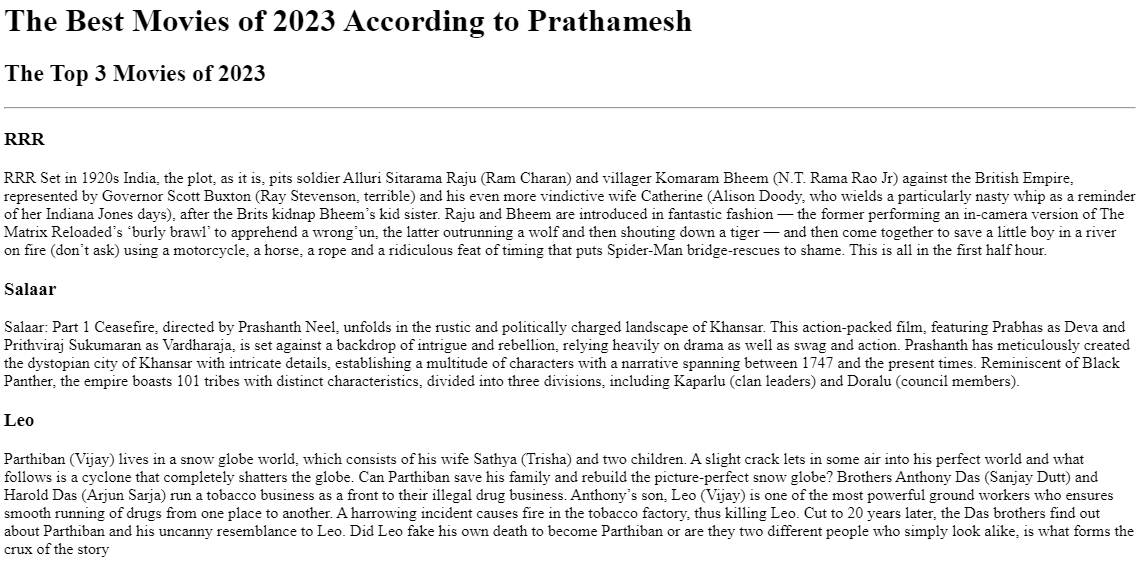 The Best Movies of 2023 According to Prathamesh
The Top 3 Movies of 2023
RRR
RRR Set in 1920s India, the plot, as it is, pits soldier Alluri Sitarama Raju (Ram Charan) and villager Komaram Bheem (N.T. Rama Rao Jr) against the British Empire,
represented by Governor Scott Buxton (Ray Stevenson, terrible) and his even more vindictive wife Catherine (Alison Doody, who wields a particularly nasty whip as a reminder
of her Indiana Jones days), after the Brits kidnap Bheem’s kid sister. Raju and Bheem are introduced in fantastic fashion — the former performing an in-camera version of The
Matrix Reloaded’s ‘burly brawl’ to apprehend a wrong’un, the latter outrunning a wolf and then shouting down a tiger — and then come together to save a little boy in a river
on fire (don’t ask) using a motorcycle, a horse, a rope and a ridiculous feat of timing that puts Spider-Man bridge-rescues to shame. This is all in the first half hour.
Salaar
Salaar: Part 1 Ceasefire, directed by Prashanth Neel, unfolds in the rustic and politically charged landscape of Khansar. This action-packed film, featuring Prabhas as Deva and
Prithviraj Sukumaran as Vardharaja, is set against a backdrop of intrigue and rebellion, relying heavily on drama as well as swag and action. Prashanth has meticulously created
the dystopian city of Khansar with intricate details, establishing a multitude of characters with a narrative spanning between 1747 and the present times. Reminiscent of Black
Panther, the empire boasts 101 tribes with distinct characteristics, divided into three divisions, including Kaparlu (clan leaders) and Doralu (council members).
Leo
Parthiban (Vijay) lives in a snow globe world, which consists of his wife Sathya (Trisha) and two children. A slight crack lets in some air into his perfect world and what
follows is a cyclone that completely shatters the globe. Can Parthiban save his family and rebuild the picture-perfect snow globe? Brothers Anthony Das (Sanjay Dutt) and
Harold Das (Arjun Sarja) run a tobacco business as a front to their illegal drug business. Anthony’s son, Leo (Vijay) is one of the most powerful ground workers who ensures
smooth running of drugs from one place to another. A harrowing incident causes fire in the tobacco factory, thus killing Leo. Cut to 20 years later, the Das brothers find out
about Parthiban and his uncanny resemblance to Leo. Did Leo fake his own death to become Parthiban or are they two different people who simply look alike, is what forms the
crux of the story